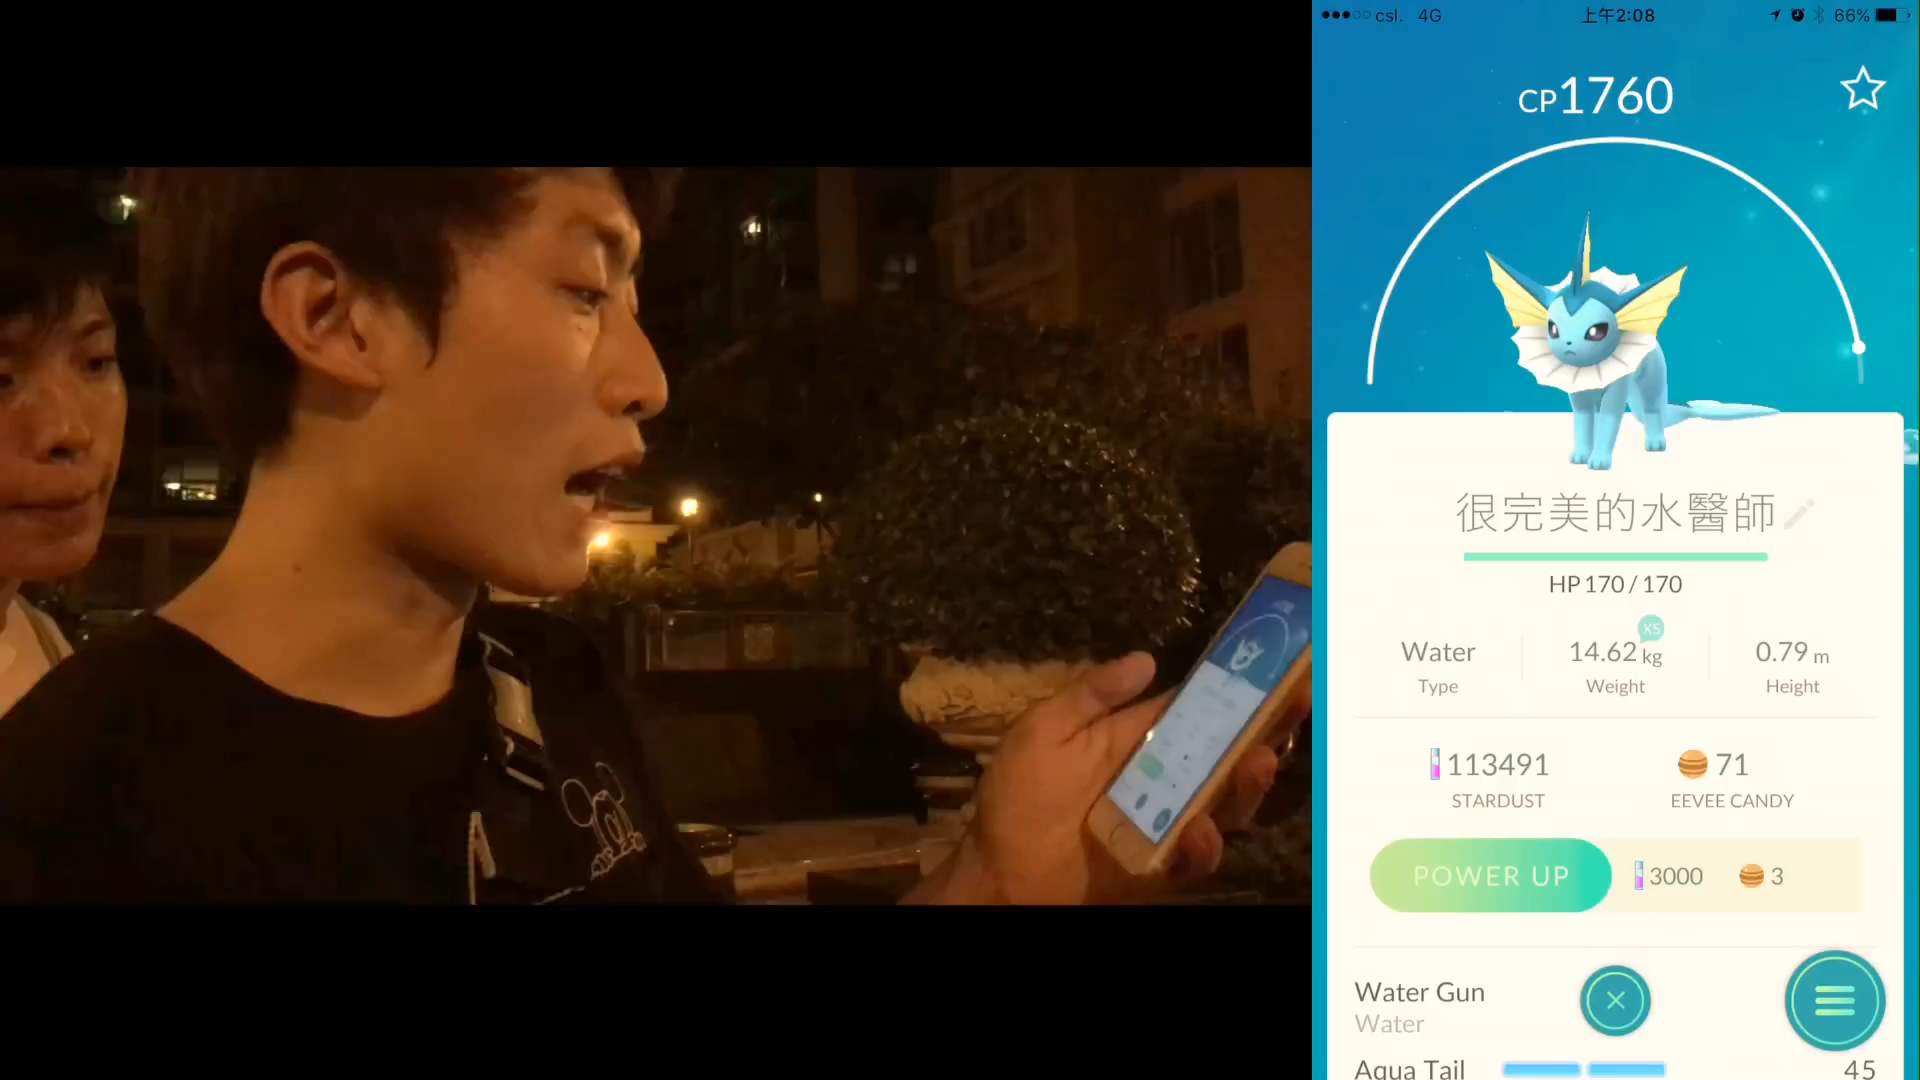 csl. 4G 上午2:08 66%
CP1760
很完美的水醫師
HP 170 / 170
XS
Water 14.62 kg 0.79 m
Type Weight Height
113491 71
STARDUST EEVEE CANDY
POWER UP 3000 3
Water Gun
Water
Aqua Tail 45